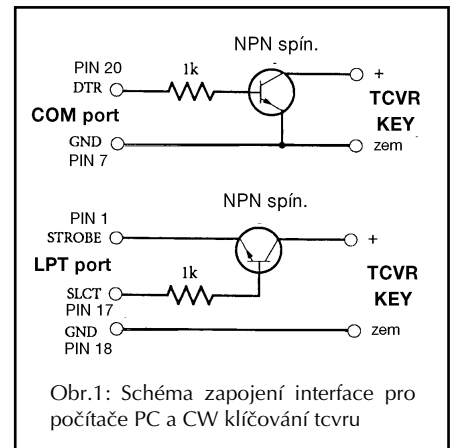 NPN spín.
PIN 20
1k
DTR
+
COM port
TCVR
KEY
GND
zem
PIN 7
NPN spín.
PIN 1
STROBE
+
LPT port
1k
TCVR
SLCT
KEY
PIN 17
GND
zem
PIN 18
Obr.1: Schéma zapojení interface pro
počítače PC a CW klíčování tcvru